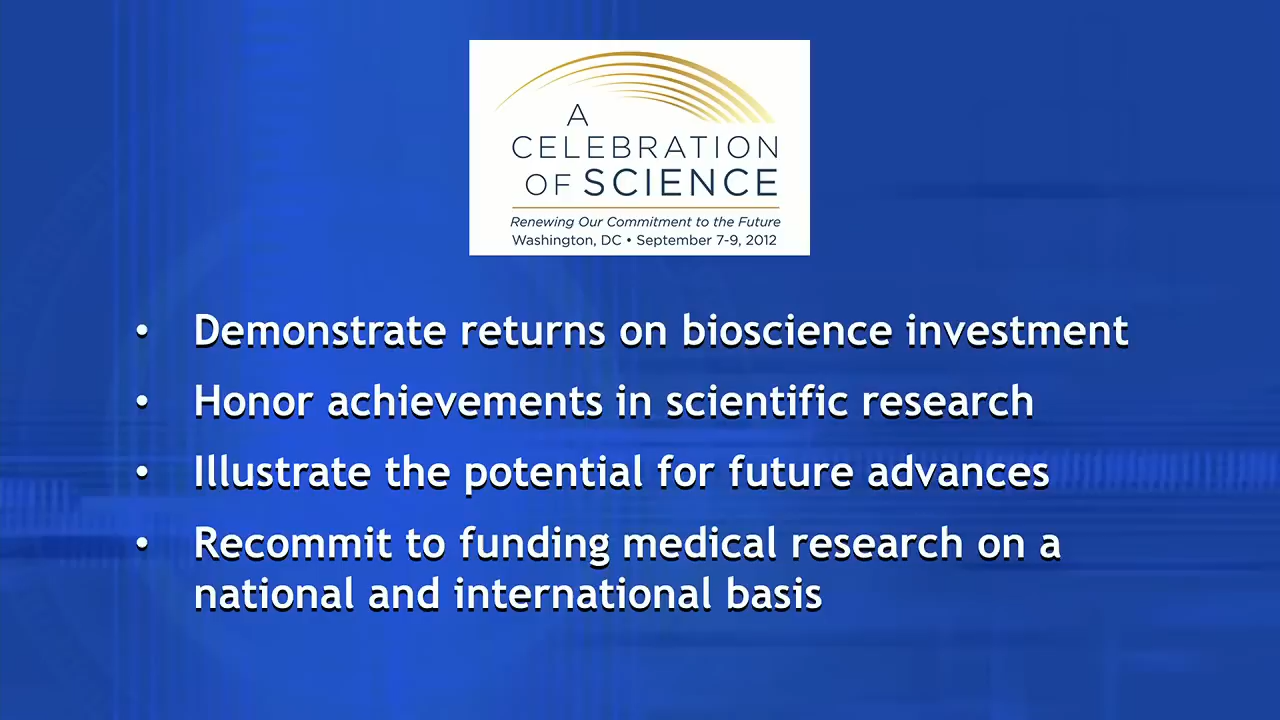 A
CELEBRATION
OF SCIENCE
Renewing Our Commitment to the Future
Washington, DC • September 7-9, 2012
• Demonstrate returns on bioscience investment
• Honor achievements in scientific research
• Illustrate the potential for future advances
• Recommit to funding medical research on a
national and international basis